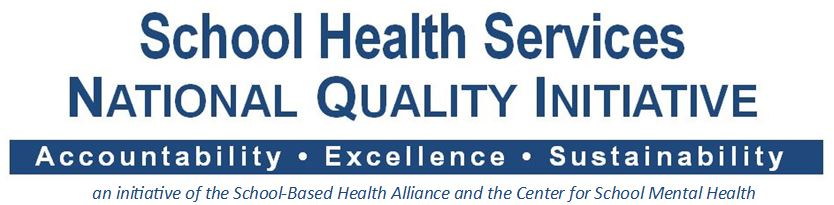 School Health Services
NATIONAL QUALITY INITIATIVE
Accountability • Excellence • Sustainability
an initiative of the School-Based Health Alliance and the Center for School Mental Health